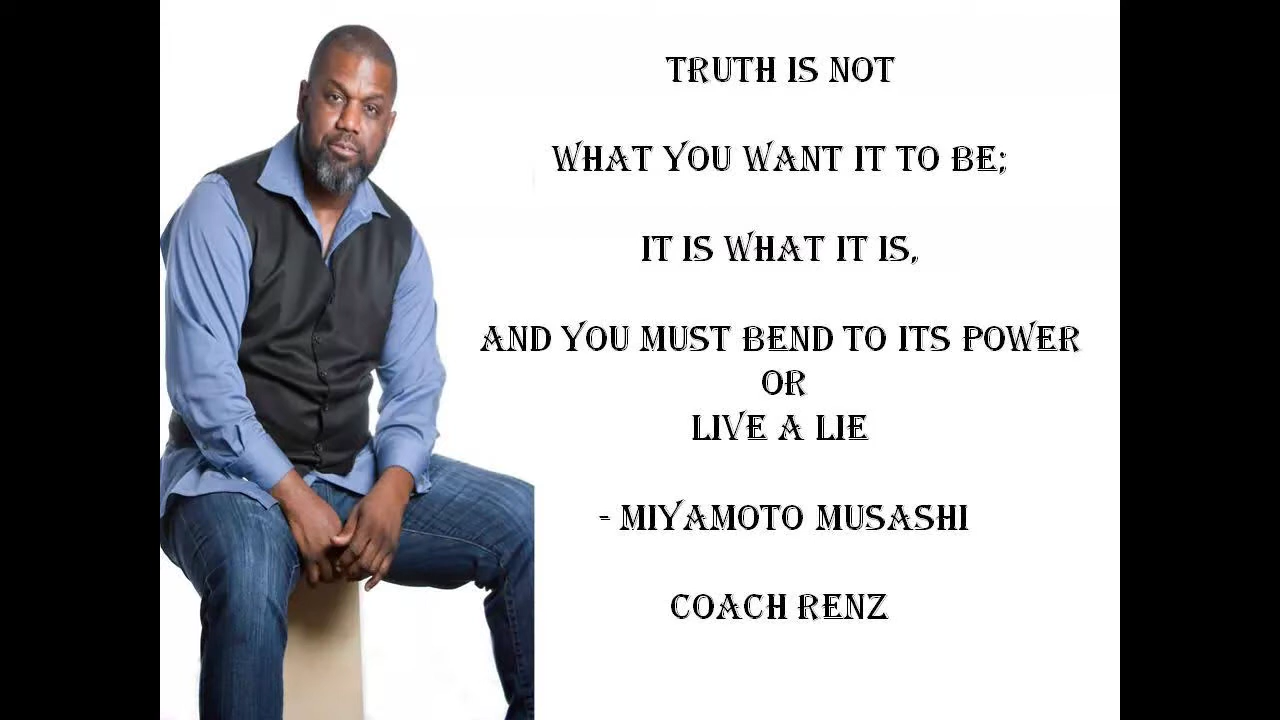 TRUTH IS NOT
WHAT YOU WANT IT TO BE;
IT IS WHAT IT IS,
AND YOU MUST BEND TO ITS POWER
OR
LIVE A LIE
- MIYAMOTO MUSASHI
COACH RENZ